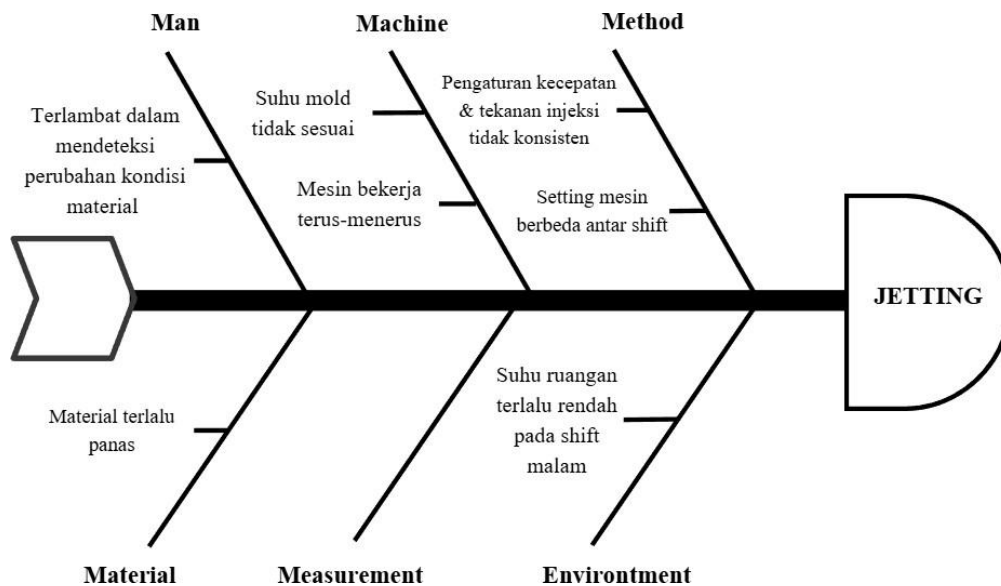 Man
Machine
Method
Terlambat dalam
mendeteksi
perubahan kondisi
material
Suhu mold
tidak sesuai
Mesin bekerja
terus-menerus
Pengaturan kecepatan
& tekanan injeksi
tidak konsisten
Setting mesin
berbeda antar shift
JETTING
Material terlalu
panas
Suhu ruangan
terlalu rendah
pada shift
malam
Material
Measurement
Environtment